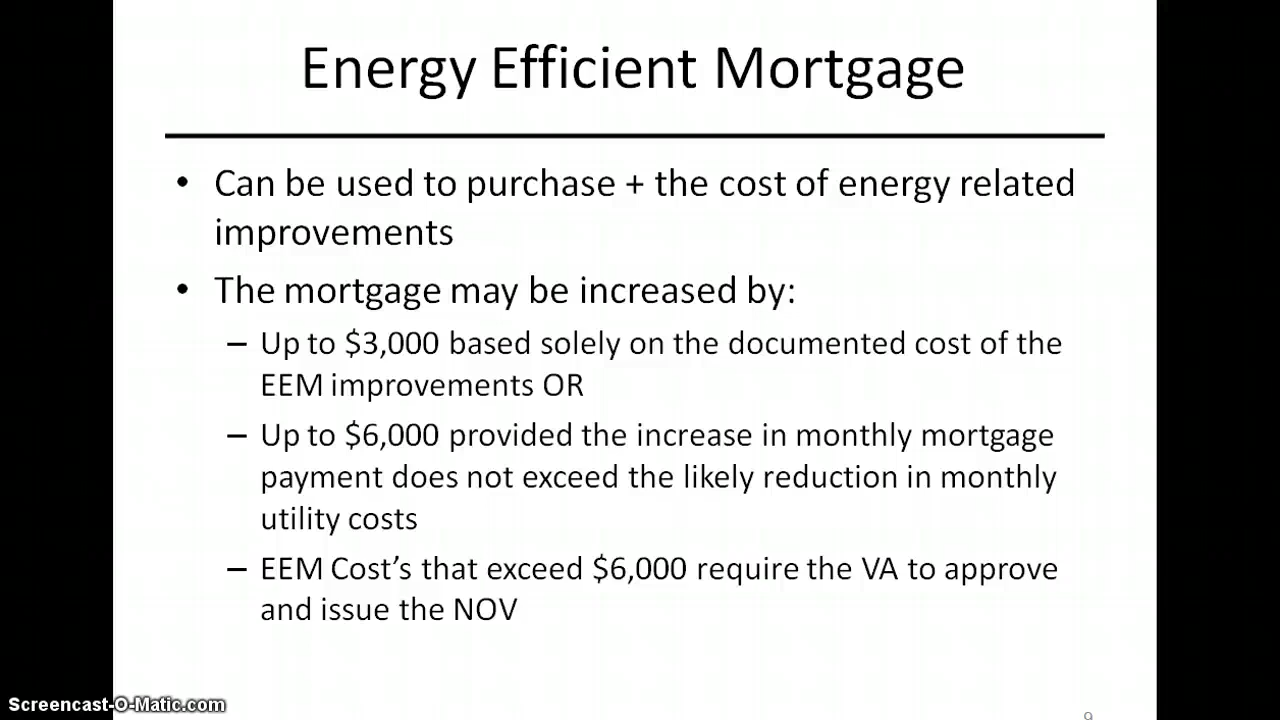 Energy Efficient Mortgage
• Can be used to purchase + the cost of energy related
improvements
• The mortgage may be increased by:
– Up to $3,000 based solely on the documented cost of the
EEM improvements OR
– Up to $6,000 provided the increase in monthly mortgage
payment does not exceed the likely reduction in monthly
utility costs
– EEM Cost’s that exceed $6,000 require the VA to approve
and issue the NOV
Screencast-O-Matic.com
9